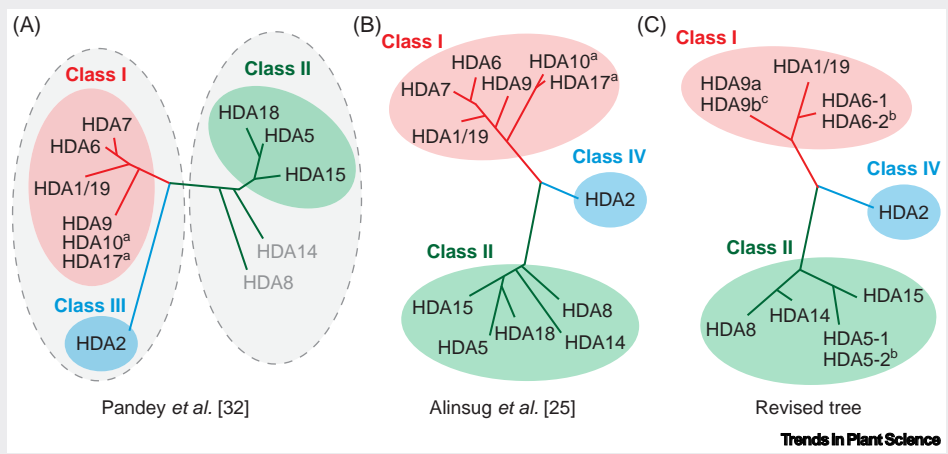 (A)
Class I
HDA7
HDA6
HDA1/19
HDA9
HDA10a
HDA17a
Class III
HDA2
Class II
HDA18
HDA5
HDA15
HDA14
HDA8
Pandey et al. [32]
(B)
Class I
HDA6
HDA7
HDA9
HDA10a
HDA17a
HDA1/19
Class IV
HDA2
Class II
HDA15
HDA8
HDA18
HDA5
HDA14
Alinsug et al. [25]
(C)
Class I
HDA1/19
HDA9a
HDA9bc
HDA6-1
HDA6-2b
Class IV
HDA2
Class II
HDA15
HDA14
HDA8
HDA5-1
HDA5-2b
Revised tree
Trends in Plant Science